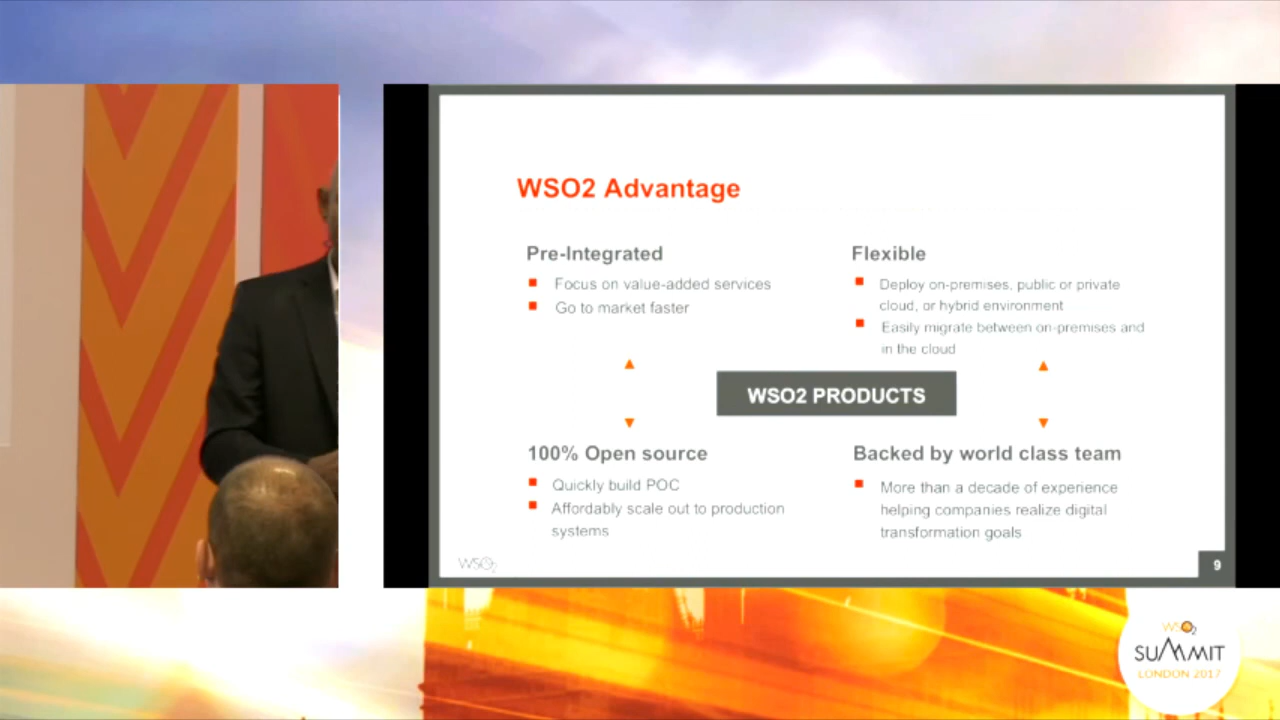 WSO2 Advantage
Pre-Integrated
Focus on value-added services
Go to market faster
Flexible
Deploy on-premises, public or private
cloud, or hybrid environment
Easily migrate between on-premises and
in the cloud
WSO2 PRODUCTS
100% Open source
Quickly build POC
Affordably scale out to production
systems
Backed by world class team
More than a decade of experience
helping companies realize digital
transformation goals
WSO2
9
WSO2
SUMMIT
LONDON 2017